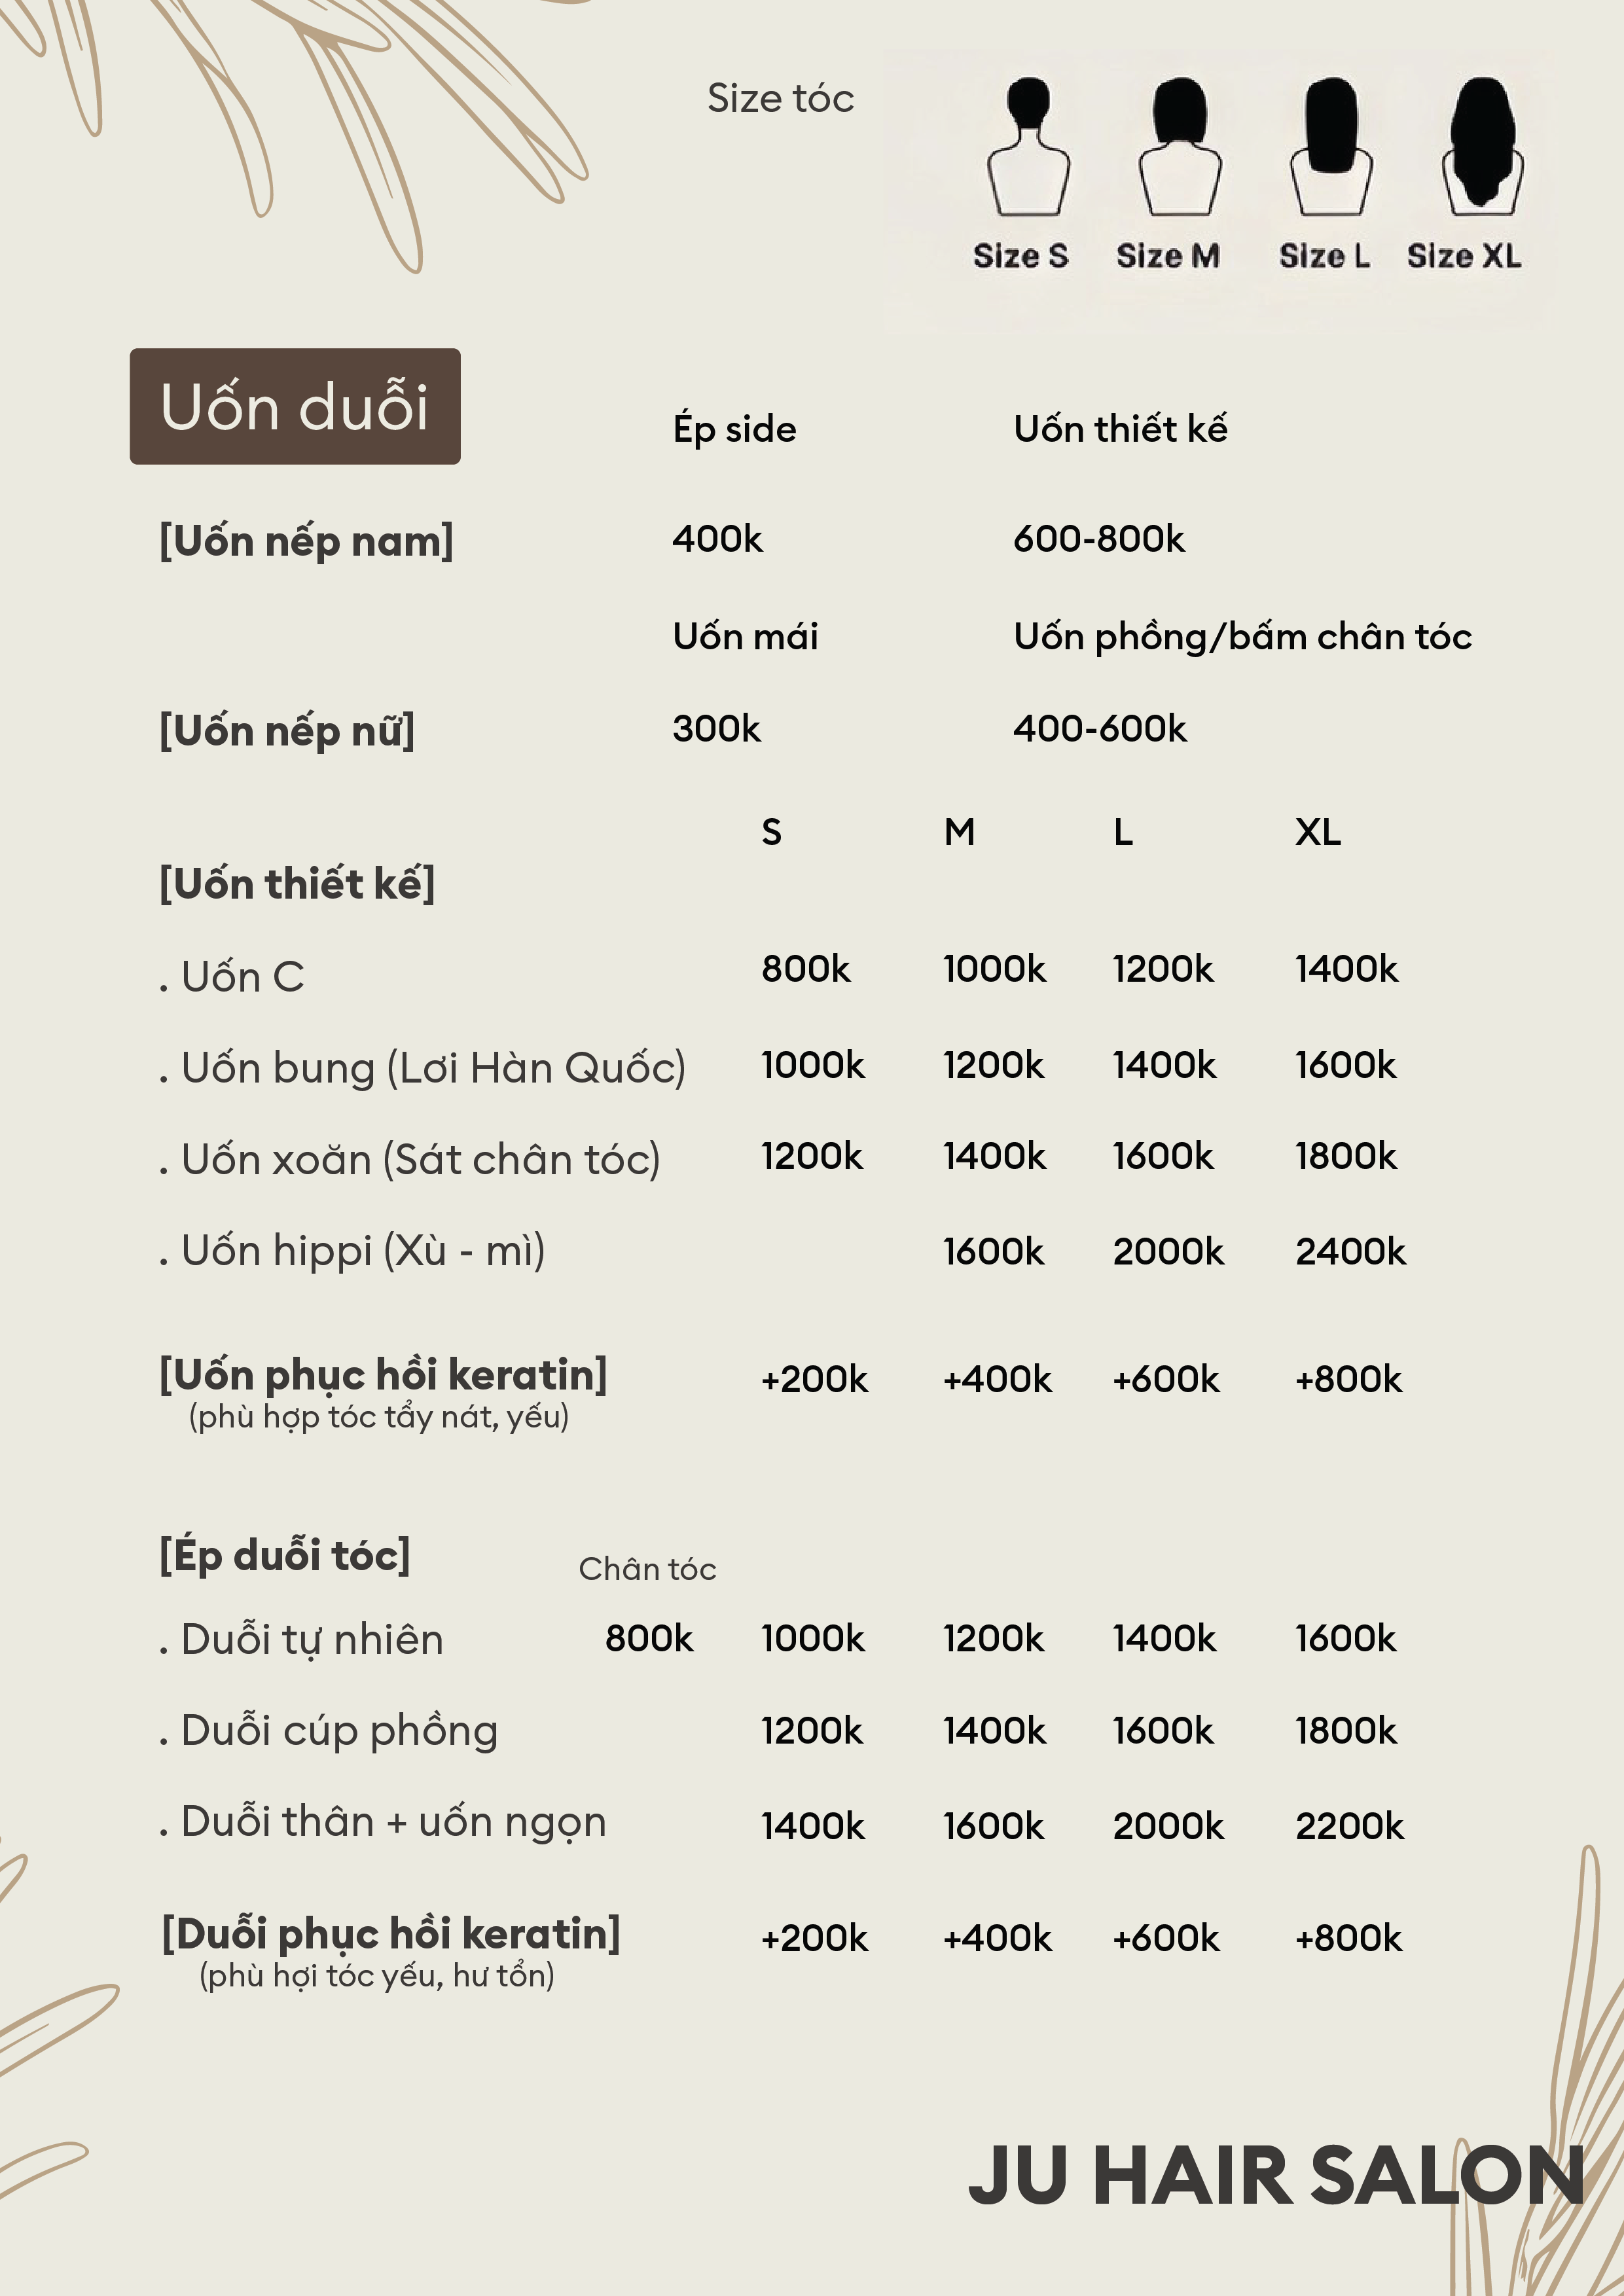 Size tóc
Size S Size M Size L Size XL
Uốn duỗi
Ép side Uốn thiết kế
[Uốn nếp nam] 400k 600-800k
Uốn mái Uốn phồng/bấm chân tóc
[Uốn nếp nữ] 300k 400-600k
S M L XL
[Uốn thiết kế]
. Uốn C 800k 1000k 1200k 1400k
. Uốn bung (Lơi Hàn Quốc) 1000k 1200k 1400k 1600k
. Uốn xoăn (Sát chân tóc) 1200k 1400k 1600k 1800k
. Uốn hippi (Xù - mì) 1600k 2000k 2400k
[Uốn phục hồi keratin] +200k +400k +600k +800k
(phù hợp tóc tẩy nát, yếu)
[Ép duỗi tóc]
Chân tóc
. Duỗi tự nhiên 800k 1000k 1200k 1400k 1600k
. Duỗi cúp phồng 1200k 1400k 1600k 1800k
. Duỗi thân + uốn ngọn 1400k 1600k 2000k 2200k
[Duỗi phục hồi keratin] +200k +400k +600k +800k
(phù hợi tóc yếu, hư tổn)
JU HAIR SALON